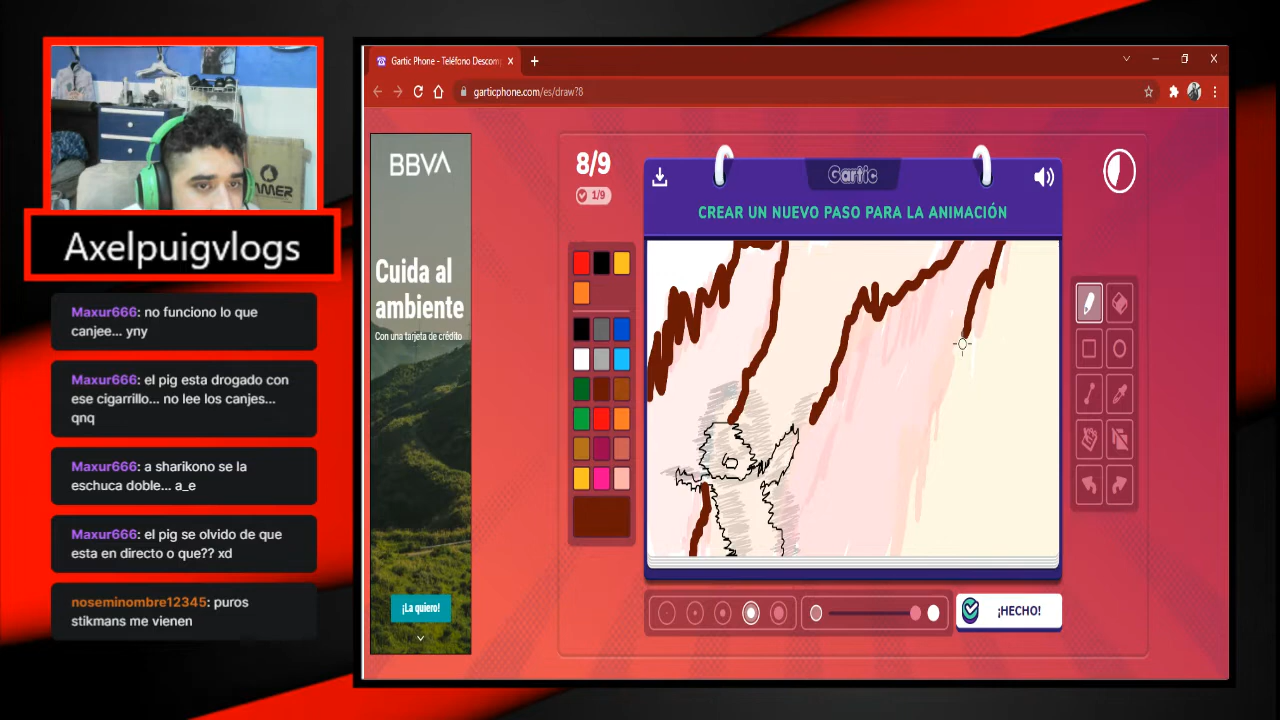 Gartic Phone - Teléfono Descom
garticphone.com/es/draw?8
AMER
Axelpuigvlogs
Maxur666: no funciono lo que
canjee... yny
Maxur666: el pig esta drogado con
ese cigarrillo... no lee los canjes...
qnq
Maxur666: a sharikono se la
eschuca doble... a_e
Maxur666: el pig se olvido de que
esta en directo o que?? xd
noseminombre12345: puros
stikmans me vienen
BBVA
Cuida al
ambiente
Con una tarjeta de crédito
¡La quiero!
8/9
1/9
Gartic
CREAR UN NUEVO PASO PARA LA ANIMACIÓN
¡HECHO!